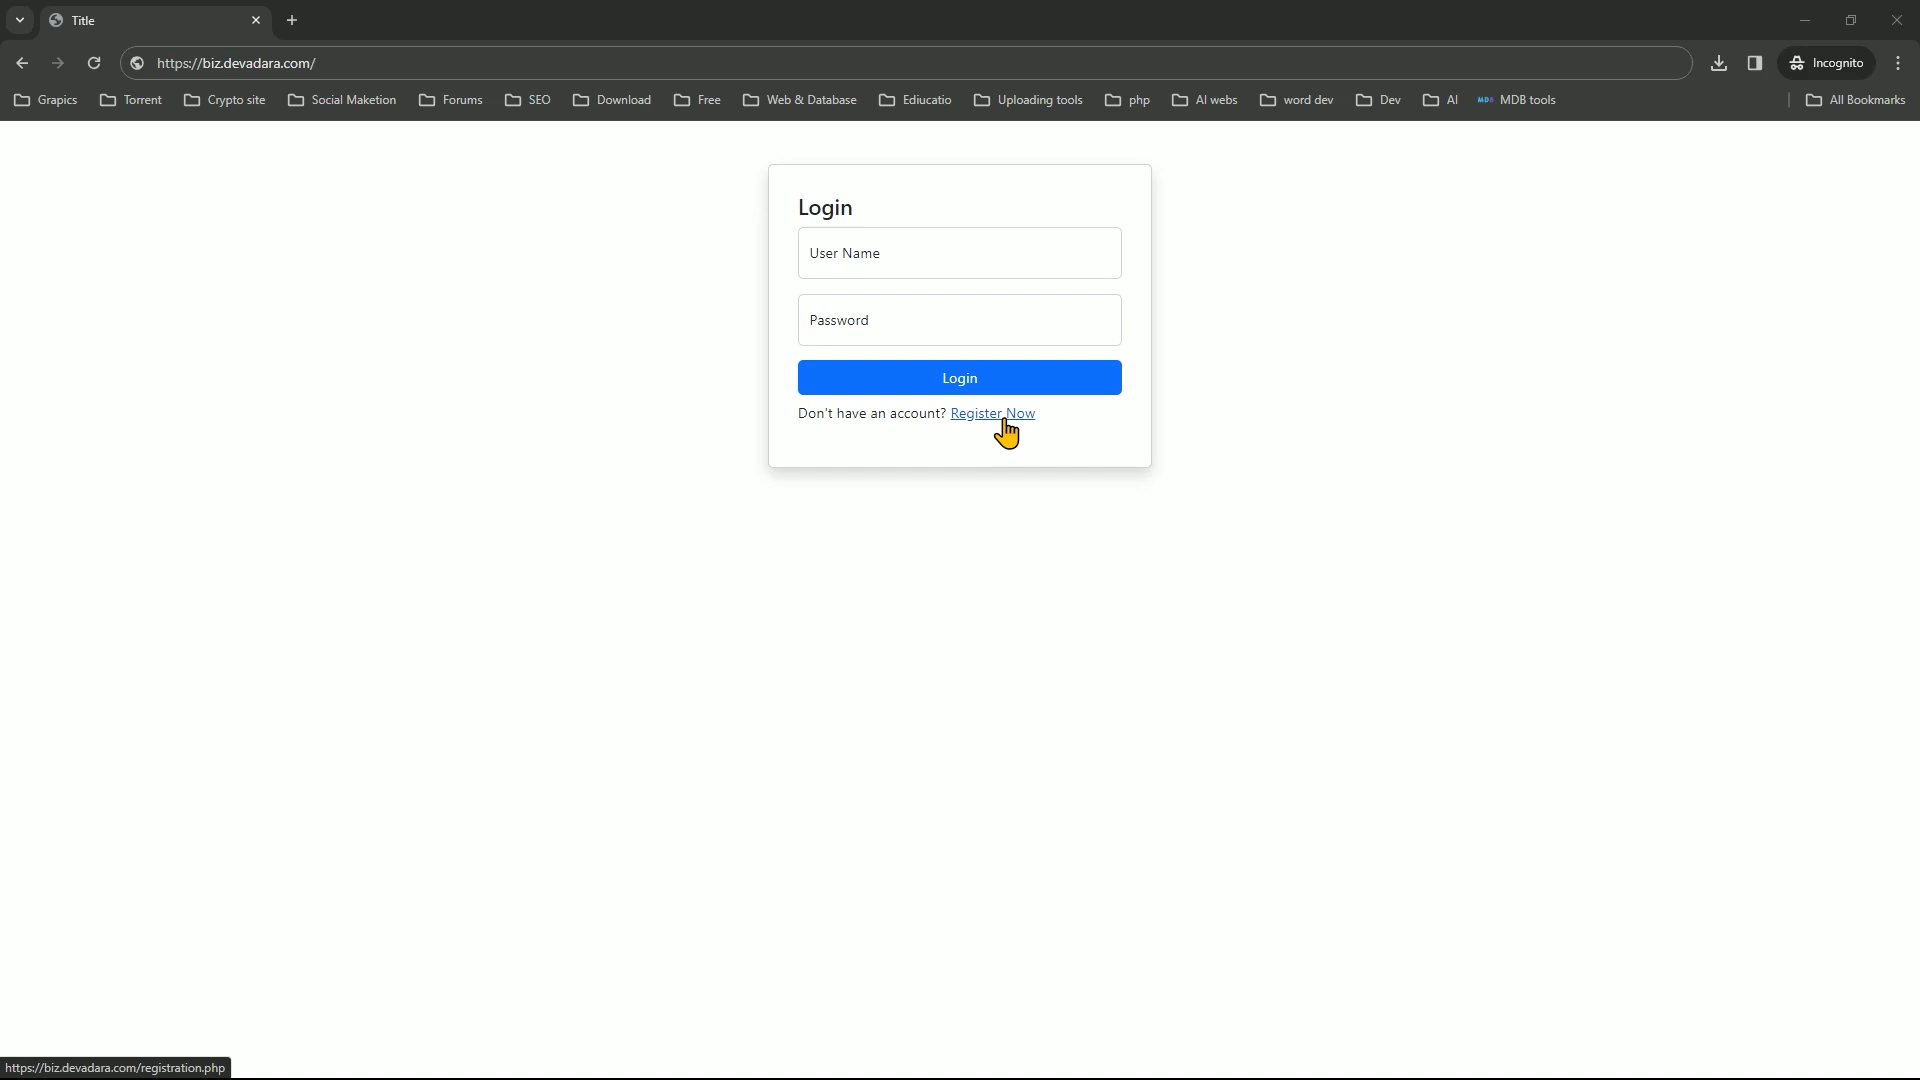 Title
https://biz.devadara.com/
Incognito
Grapics Torrent Crypto site Social Maketion Forums SEO Download Free Web & Database Ediucatio Uploading tools php AI webs word dev Dev AI MDB MDB tools All Bookmarks
Login
User Name
Password
Login
Don't have an account? Register Now
https://biz.devadara.com/registration.php